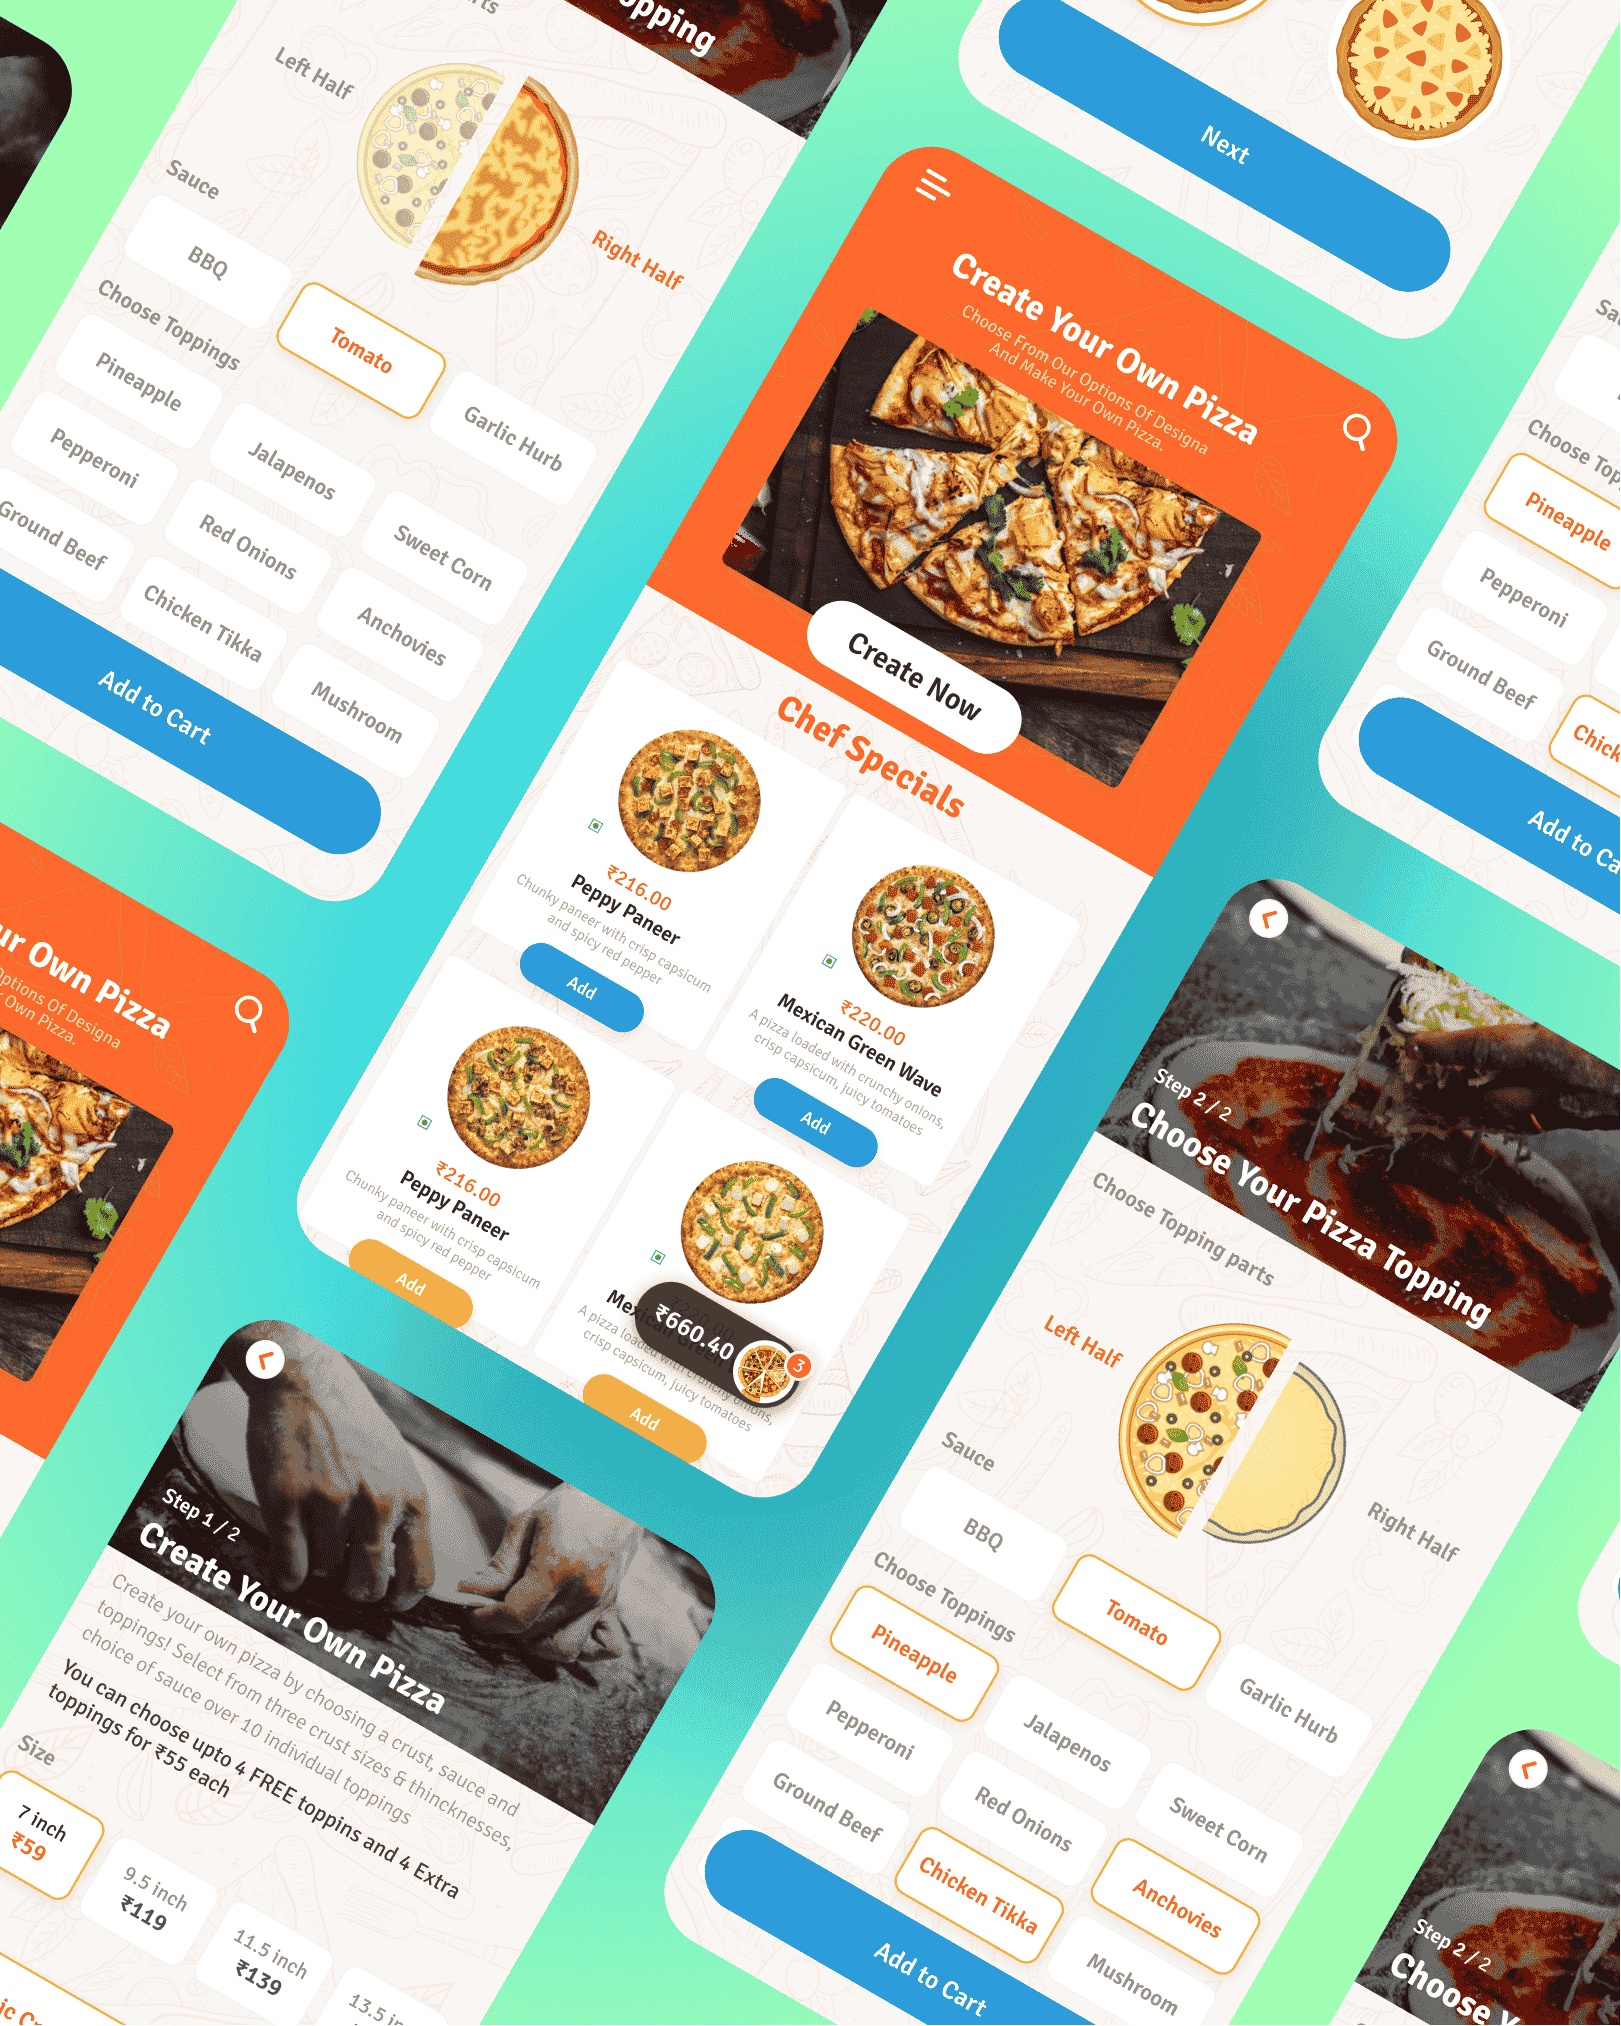 pping
Left Half
Right Half
Sauce
BBQ
Tomato
Garlic Hurb
Choose Toppings
Pineapple
Jalapenos
Sweet Corn
Pepperoni
Red Onions
Anchovies
Ground Beef
Chicken Tikka
Mushroom
Add to Cart
Next
Create Your Own Pizza
Choose From Our Options Of Designa
And Make Your Own Pizza.
Create Now
Chef Specials
₹216.00
Peppy Paneer
Chunky paneer with crisp capsicum
and spicy red pepper
Add
₹220.00
Mexican Green Wave
A pizza loaded with crunchy onions,
crisp capsicum, juicy tomatoes
Add
₹216.00
Peppy Paneer
Chunky paneer with crisp capsicum
and spicy red pepper
Add
Mexican Green
A pizza loaded with crunchy onions,
crisp capsicum, juicy tomatoes
Add
₹660.40
3
Sau
Choose Top
Pineapple
Pepperoni
Ground Beef
Chick
Add to Ca
ur Own Pizza
Options Of Designa
r Own Pizza.
Step 1 / 2
Create Your Own Pizza
Create your own pizza by choosing a crust, sauce and
toppings! Select from three crust sizes & thincknesses,
choice of sauce over 10 individual toppings
You can choose upto 4 FREE toppins and 4 Extra
toppings for ₹55 each
Size
7 inch
₹59
9.5 inch
₹119
11.5 inch
₹139
13.5 in
ic Cr
Step 2 / 2
Choose Your Pizza Topping
Choose Topping parts
Left Half
Right Half
Sauce
BBQ
Tomato
Garlic Hurb
Choose Toppings
Pineapple
Jalapenos
Sweet Corn
Pepperoni
Red Onions
Anchovies
Ground Beef
Chicken Tikka
Mushroom
Add to Cart
Step 2 / 2
Choose Y